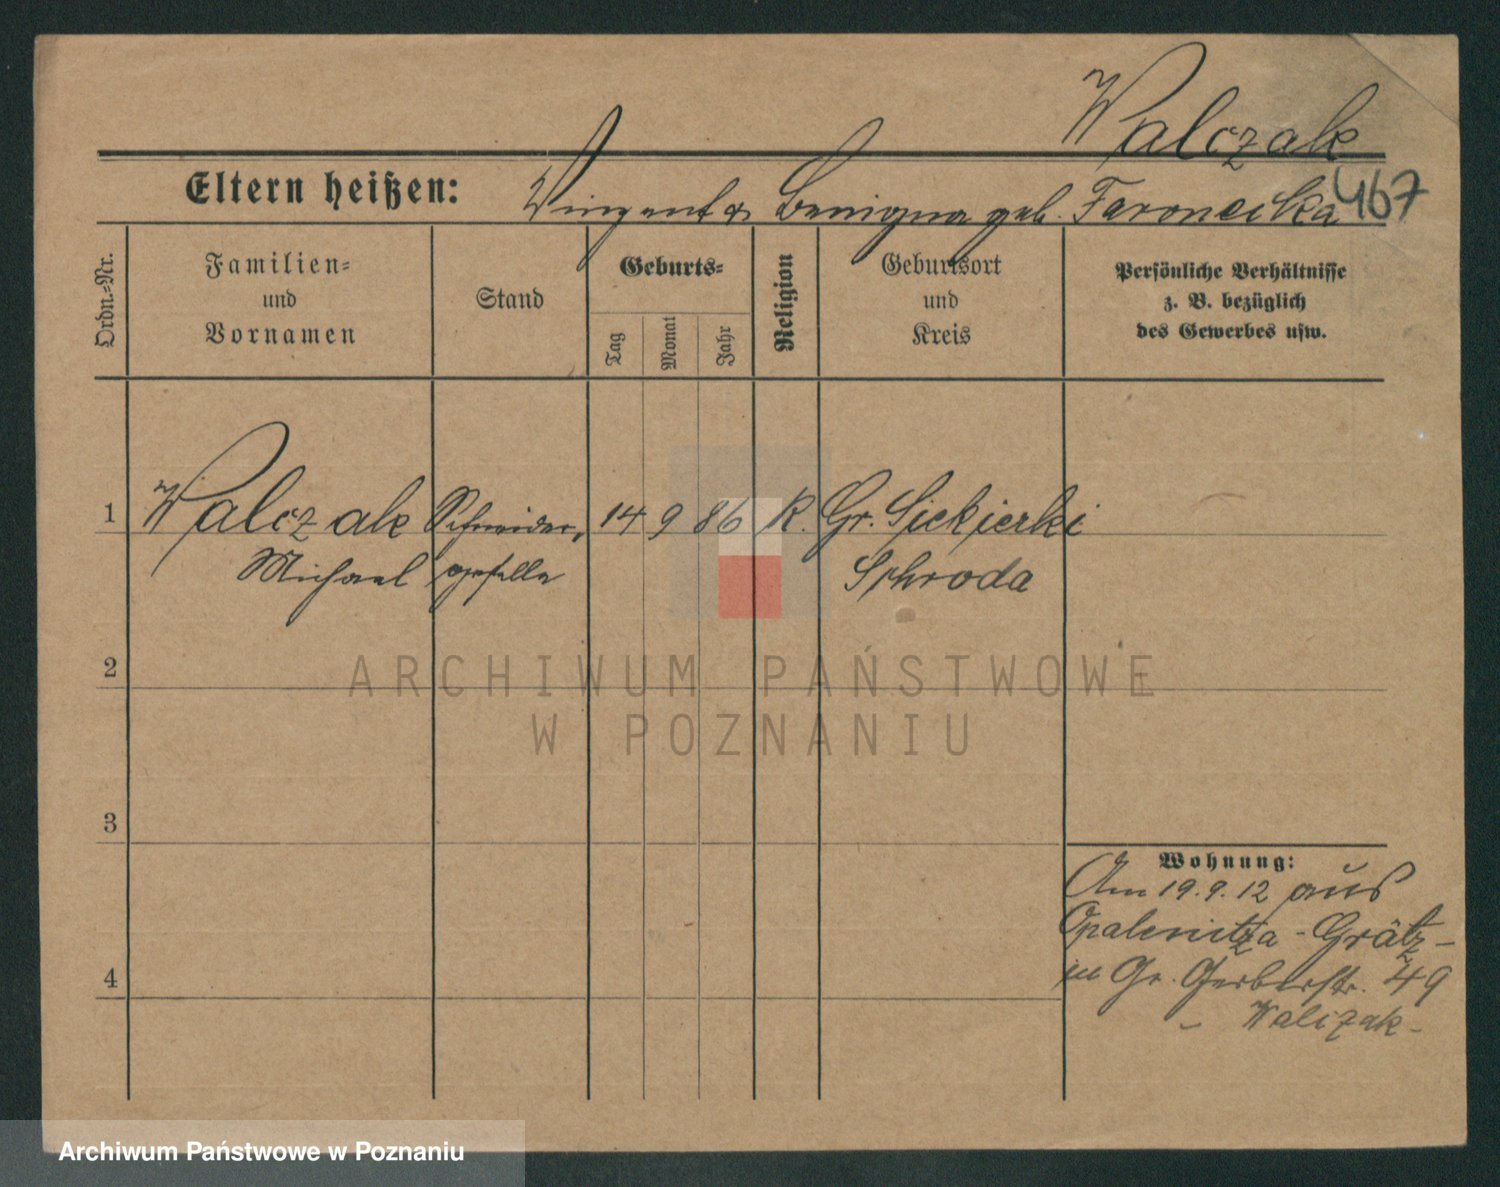 Walczak
Eltern heißen: Vinzent & Benigna geb. Taroneika 467
Ordn.=Nr.
Familien=
und
Vornamen
Stand
Geburts=
Tag
Monat
Jahr
Religion
Geburtsort
und
Kreis
Persönliche Verhältnisse
z. B. bezüglich
des Gewerbes usw.
1 Walczak Schneider, 14 9 86 K. Gr. Siekierki
Michael geselle Schroda
2
ARCHIWUM PAŃSTWOWE
W POZNANIU
3
Wohnung:
Am 19.9.12 aus
Opalenitza - Grätz -
in Gr. Gerberstr. 49
- Walczak -
4
Archiwum Państwowe w Poznaniu